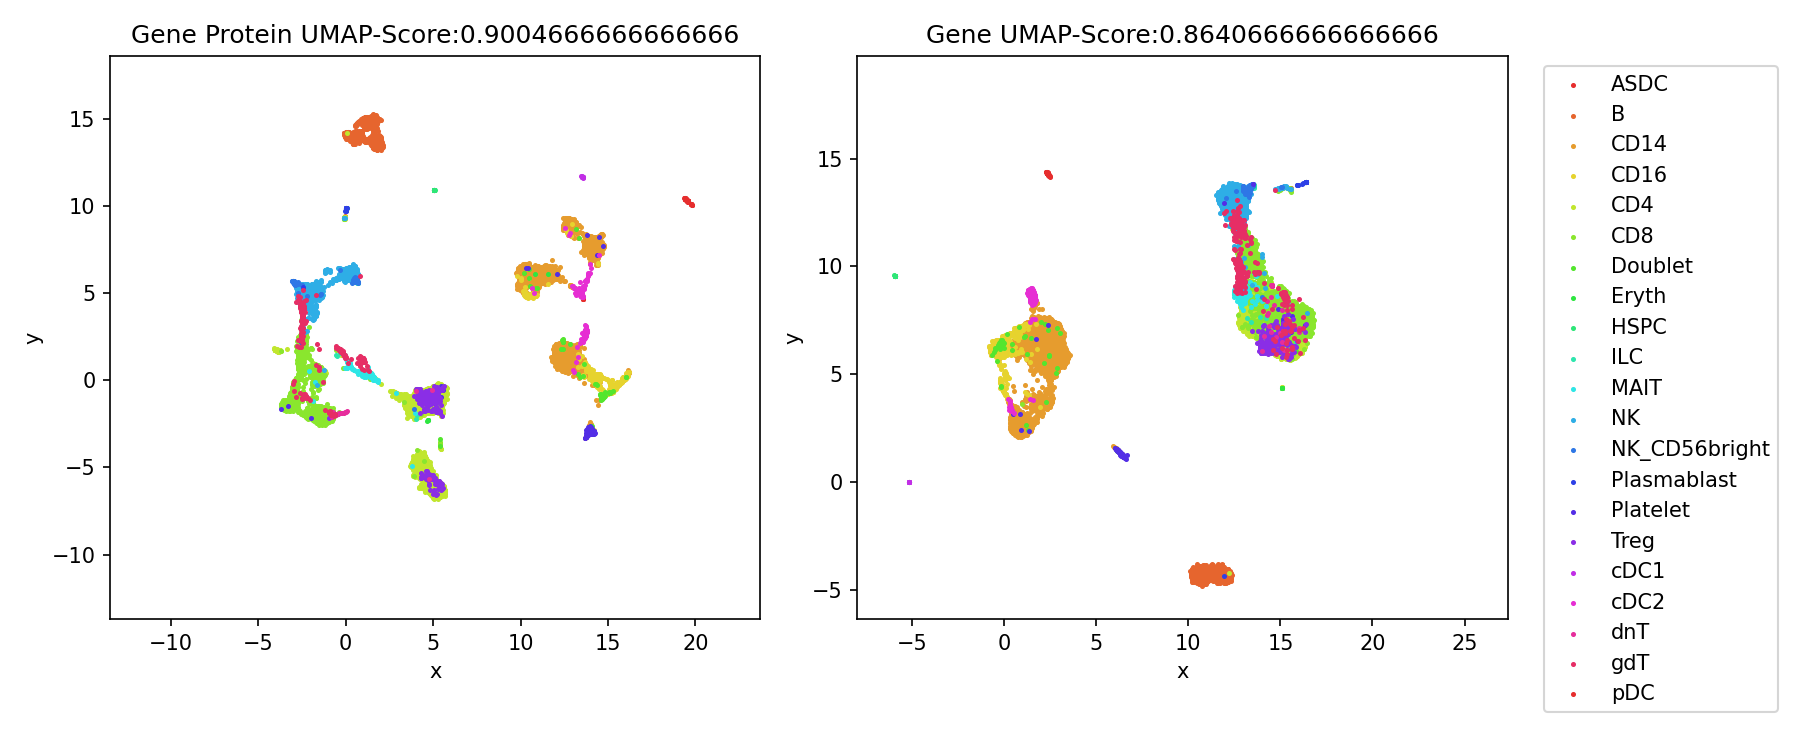 Gene Protein UMAP-Score:0.9004666666666666
15
10
5
0
−5
−10
y
−10
−5
0
5
10
15
20
x
Gene UMAP-Score:0.8640666666666666
15
10
5
0
−5
y
−5
0
5
10
15
20
25
x
ASDC
B
CD14
CD16
CD4
CD8
Doublet
Eryth
HSPC
ILC
MAIT
NK
NK_CD56bright
Plasmablast
Platelet
Treg
cDC1
cDC2
dnT
gdT
pDC